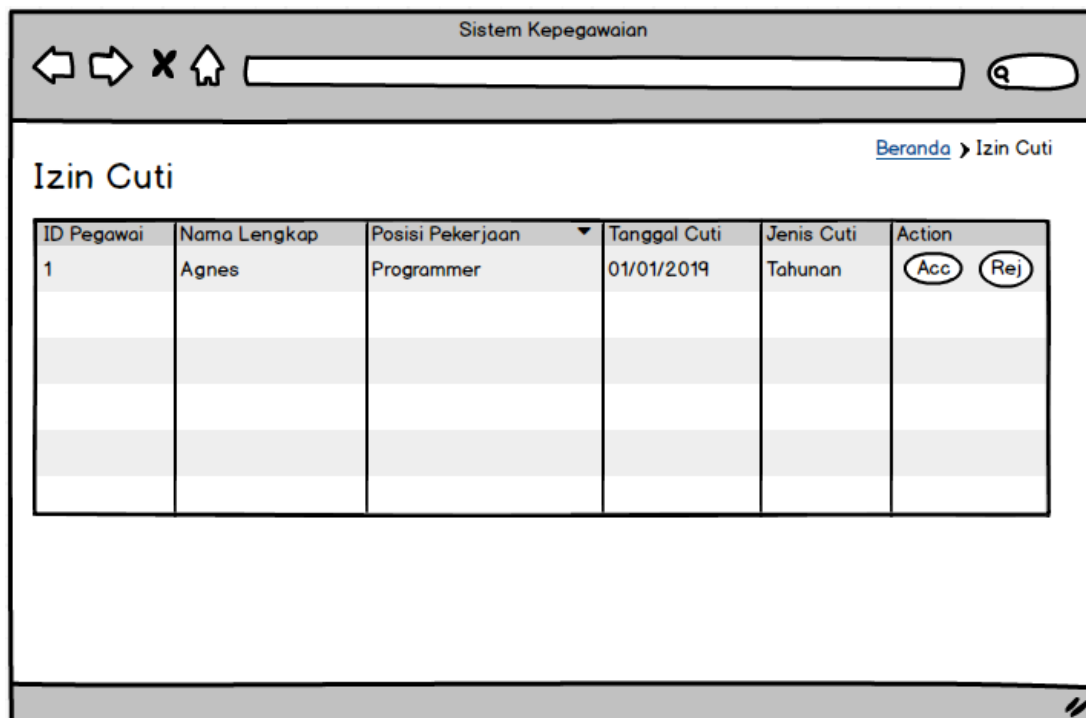 Sistem Kepegawaian
Beranda > Izin Cuti
Izin Cuti
ID Pegawai Nama Lengkap Posisi Pekerjaan Tanggal Cuti Jenis Cuti Action
1 Agnes Programmer 01/01/2019 Tahunan Acc Rej